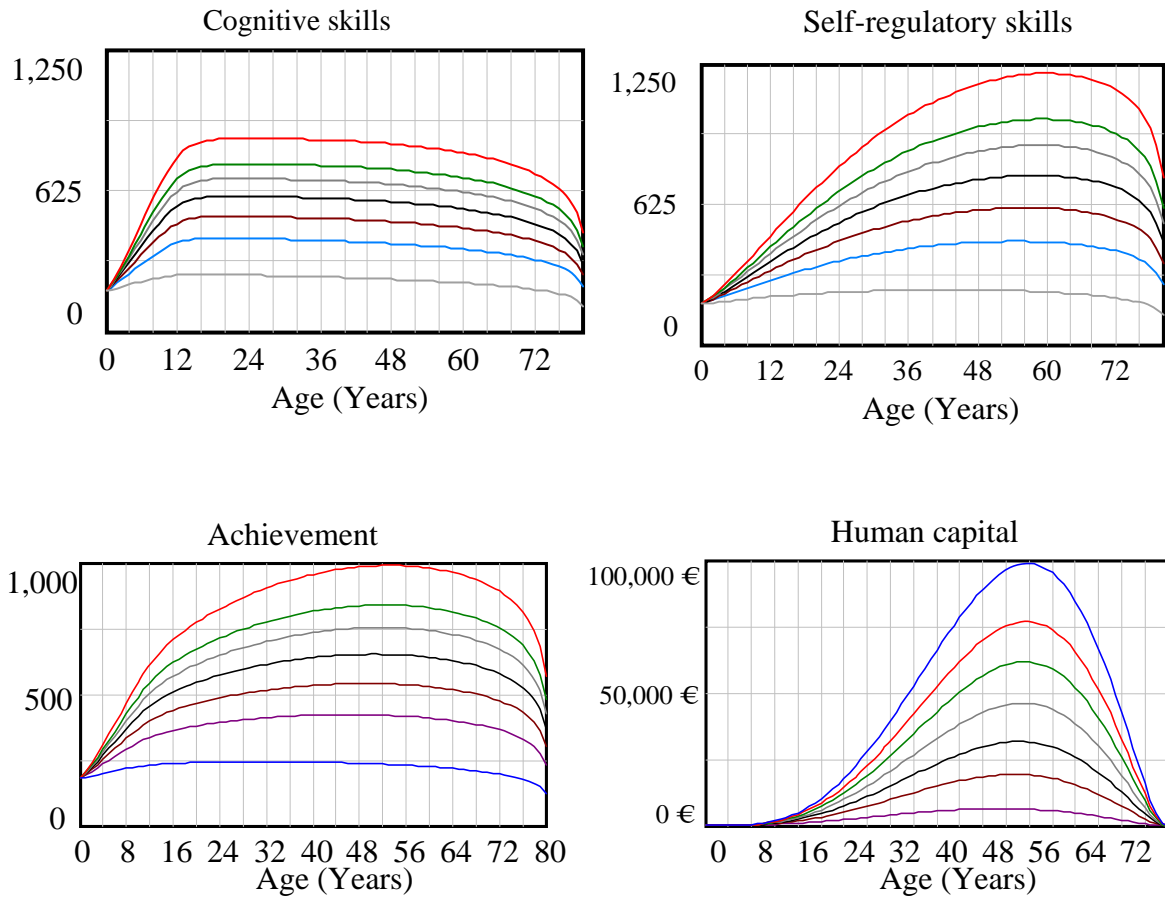 Cognitive skills
1,250
625
0
0 12 24 36 48 60 72
Age (Years)
Self-regulatory skills
1,250
625
0
0 12 24 36 48 60 72
Age (Years)
Achievement
1.000
500
0
0 8 16 24 32 40 48 56 64 72 80
Age (Years)
Human capital
100,000 €
50,000 €
0 €
0 8 16 24 32 40 48 56 64 72
Age (Years)